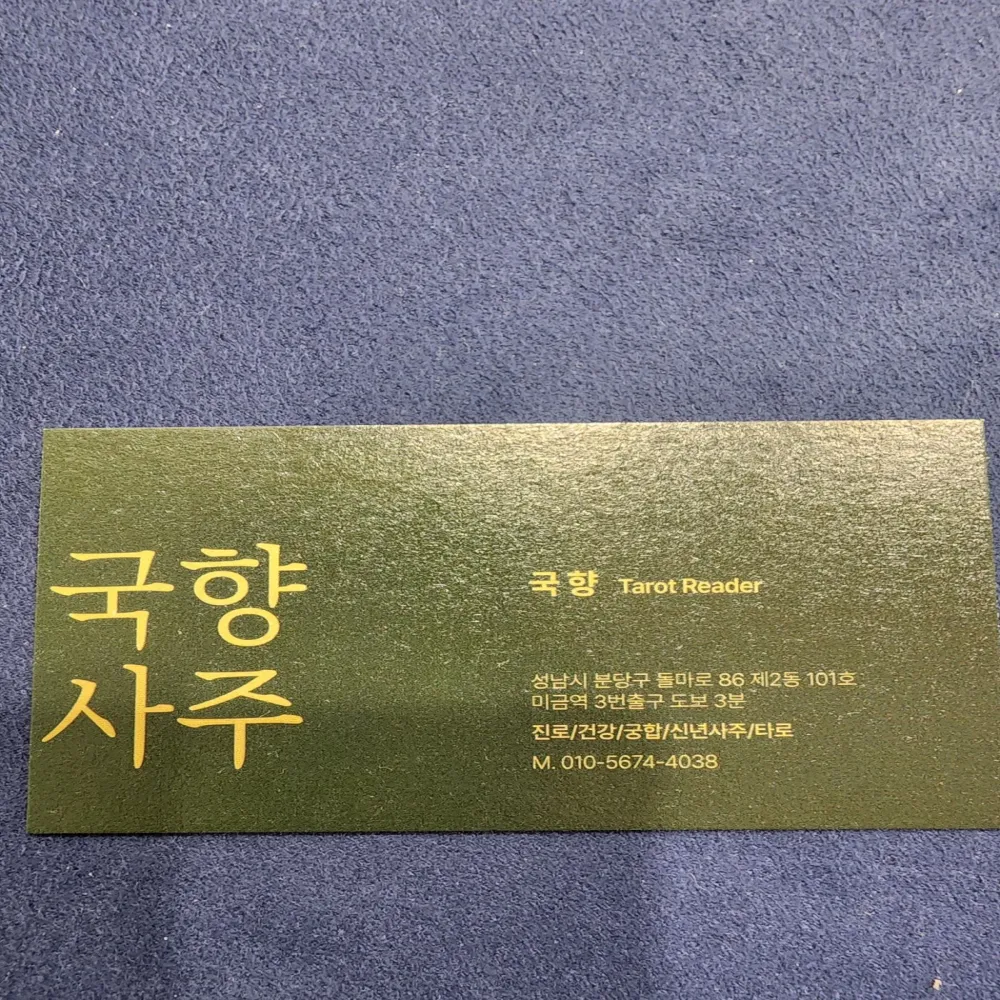 국향
사주
국향 Tarot Reader
성남시 분당구 돌마로 86 제2동 101호
미금역 3번출구 도보 3분
진로/건강/궁합/신년사주/타로
M. 010-5674-4038